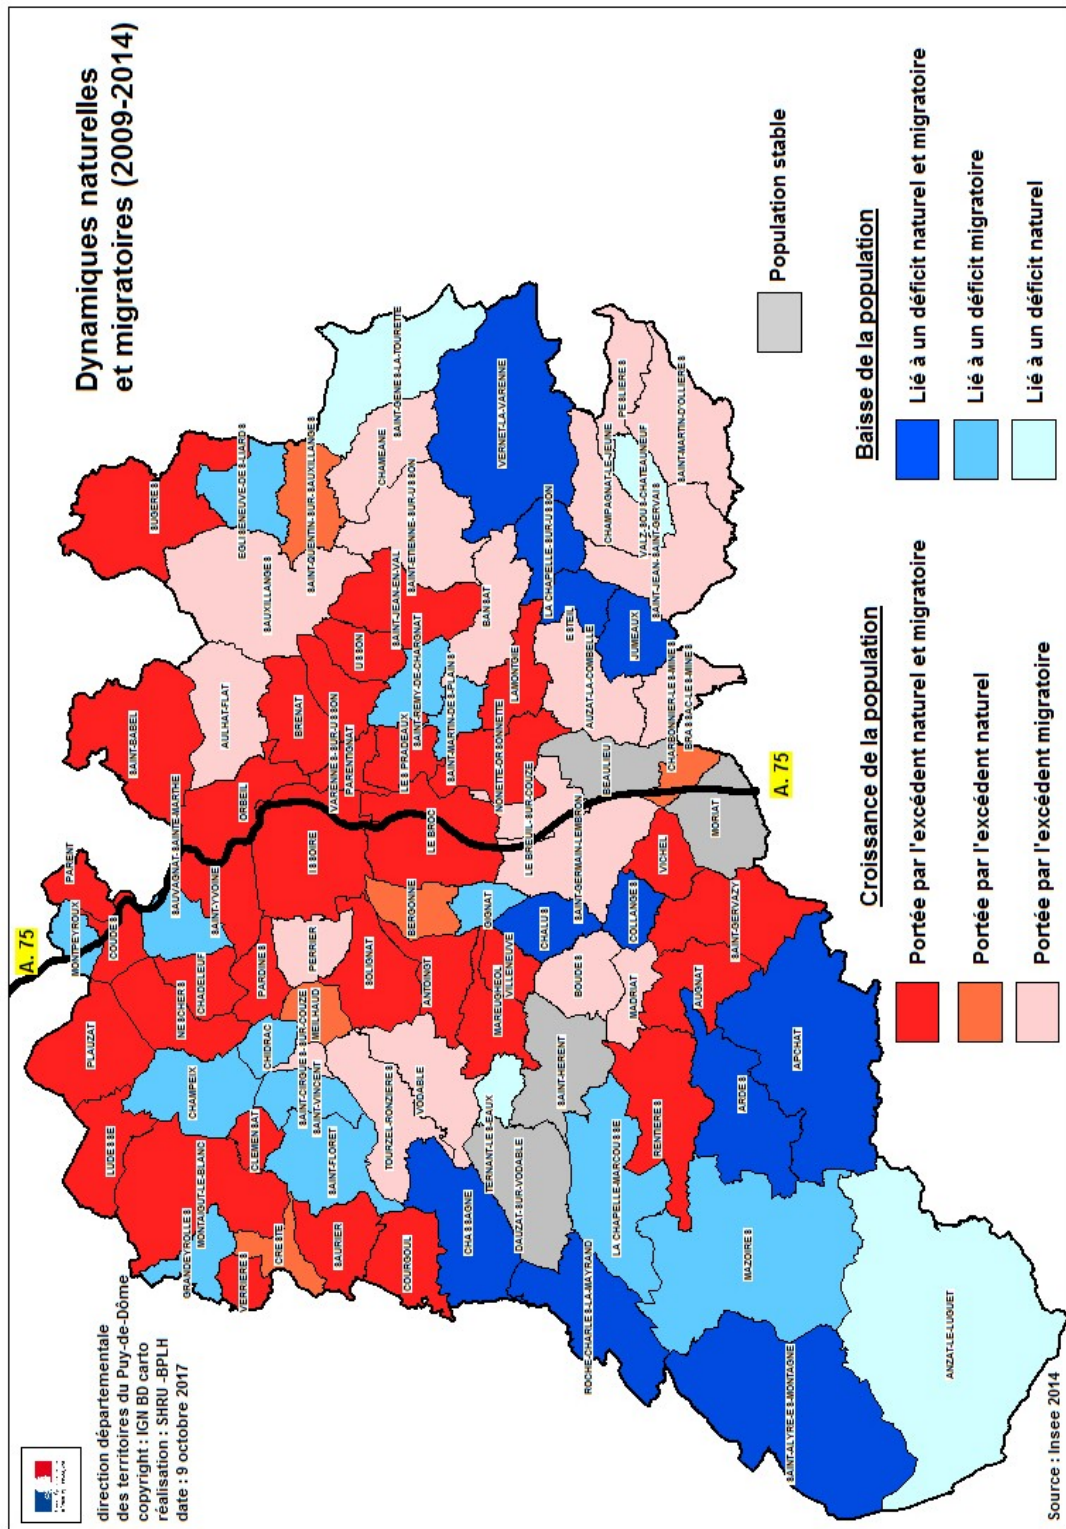 Dynamiques naturelles
et migratoires (2009-2014)
direction départementale
des territoires du Puy-de-Dôme
copyright : IGN BD carto
réalisation : SHRU -BPLH
date : 9 octobre 2017
A. 75
MONTPEYROUX
PARENT
COUDES
PLAUZAT
NESCHERS
CHADELEUF
SAUVAGNAT-SAINTE-MARTHE
SAINT-YVOINE
SAINT-BABEL
SUGERES
LUDESSE
CHAMPEIX
PARDINES
ORBEIL
AULHAT-FLAT
EGLISENEUVE-DES-LIARDS
MONTAIGUT-LE-BLANC
GRANDEYROLLES
CLEMENSAT
CHIDRAC
PERRIER
ISSOIRE
BRENAT
SAUXILLANGES
SAINT-QUENTIN-SUR-SAUXILLANGES
VERRIERES
CRESTE
SAINT-FLORET
SAINT-VINCENT
SAINT-CIRGUES-SUR-COUZE
MEILHAUD
SOLIGNAT
VARENNES-SUR-USSON
PARENTIGNAT
USSON
CHAMEANE
SAINT-GENES-LA-TOURETTE
SAURIER
TOURZEL-RONZIERES
VODABLE
ANTOINGT
BERGONNE
LE BROC
LES PRADEAUX
SAINT-REMY-DE-CHARGNAT
SAINT-JEAN-EN-VAL
SAINT-ETIENNE-SUR-USSON
COURGOUL
CHASSAGNE
TERNANT-LES-EAUX
MAREUGHEOL
VILLENEUVE
GIGNAT
SAINT-MARTIN-DES-PLAINS
BANSAT
VERNET-LA-VARENNE
DAUZAT-SUR-VODABLE
SAINT-HERENT
CHALUS
LE BREUIL-SUR-COUZE
NONETTE-ORSONNETTE
LAMONTGIE
LA CHAPELLE-SUR-USSON
ROCHE-CHARLES-LA-MAYRAND
LA CHAPELLE-MARCOUSSE
BOUDES
SAINT-GERMAIN-LEMBRON
BEAULIEU
AUZAT-LA-COMBELLE
ESTEIL
CHAMPAGNAT-LE-JEUNE
PESLIERES
MADRIAT
COLLANGES
VICHEL
JUMEAUX
VALZ-SOUS-CHATEAUNEUF
SAINT-JEAN-SAINT-GERVAIS
SAINT-MARTIN-D'OLLIERES
RENTIERES
AUGNAT
SAINT-GERVAZY
MORIAT
CHARBONNIER-LES-MINES
BRASSAC-LES-MINES
A. 75
MAZOIRES
ARDES
APCHAT
SAINT-ALYRE-ES-MONTAGNE
ANZAT-LE-LUGUET
Population stable
Croissance de la population
Portée par l'excédent naturel et migratoire
Portée par l'excédent naturel
Portée par l'excédent migratoire
Baisse de la population
Lié à un déficit naturel et migratoire
Lié à un déficit migratoire
Lié à un déficit naturel
Source : Insee 2014